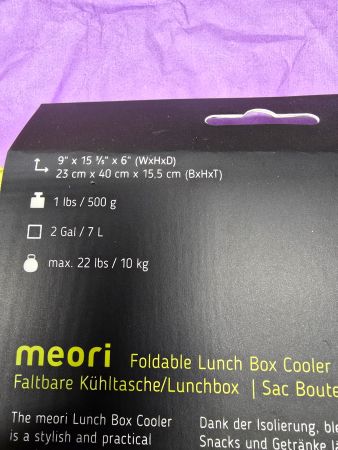 9" x 15 ⅗" x 6" (WxHxD)
23 cm x 40 cm x 15.5 cm (BxHxT)
1 lbs / 500 g
2 Gal / 7 L
max. 22 lbs / 10 kg
meori Foldable Lunch Box Cooler
Faltbare Kühltasche/Lunchbox | Sac Boute
The meori Lunch Box Cooler
is a stylish and practical
Dank der Isolierung, ble
Snacks und Getränke lä